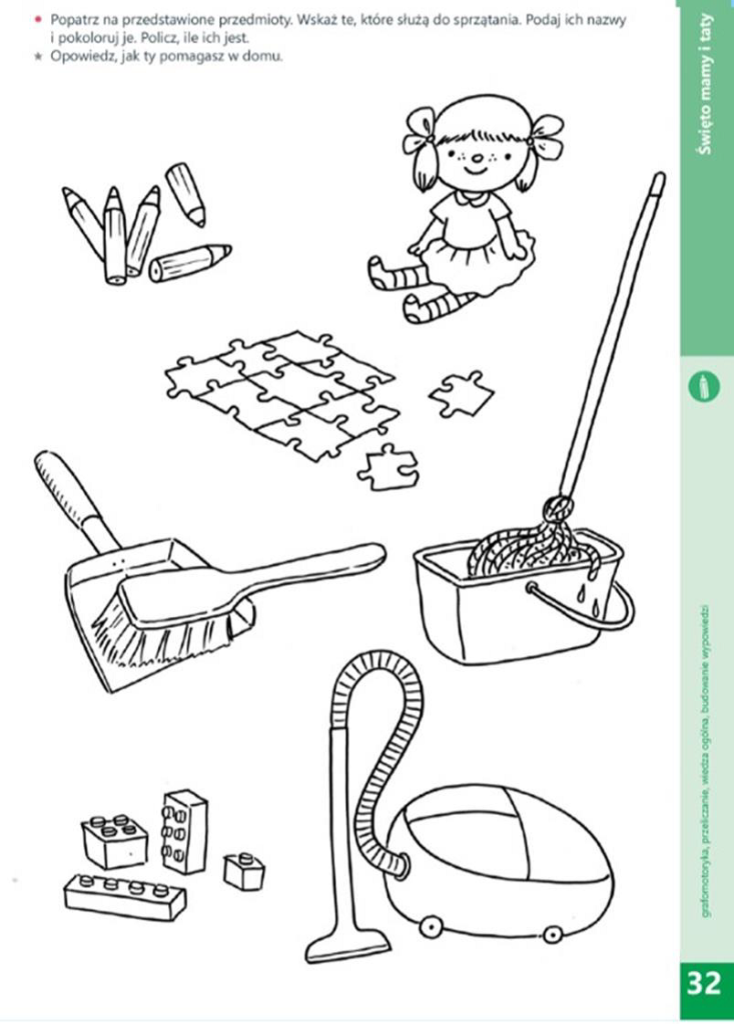 • Popatrz na przedstawione przedmioty. Wskaż te, które służą do sprzątania. Podaj ich nazwy
i pokoloruj je. Policz, ile ich jest.
★ Opowiedz, jak ty pomagasz w domu.
Święto mamy i taty
grafomotoryka, przeliczanie, wiedza ogólna, budowanie wypowiedzi
32